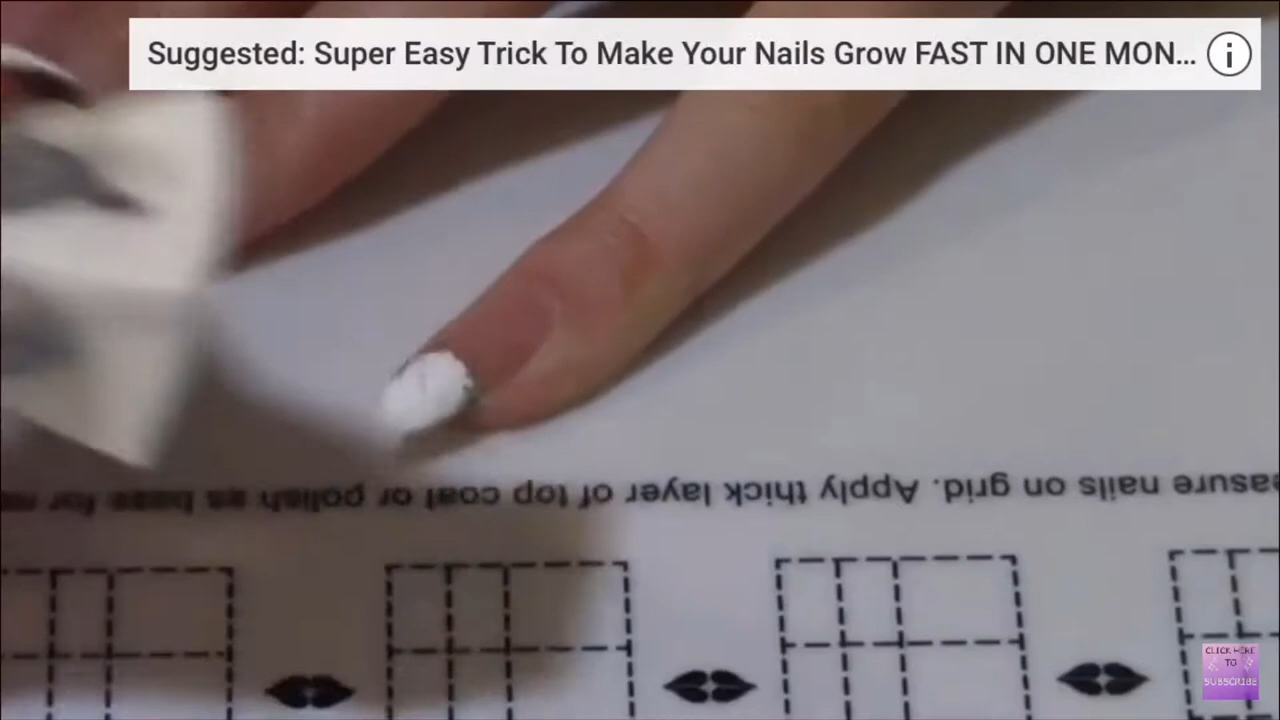 Suggested: Super Easy Trick To Make Your Nails Grow FAST IN ONE MON...
nails on grid. Apply thick layer of top coat or polish as base for
CLICK HERE
TO
SUBSCRIBE